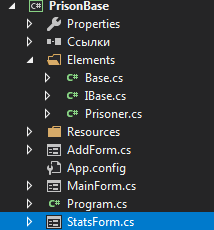 PrisonBase
Properties
Ссылки
Elements
Base.cs
IBase.cs
Prisoner.cs
Resources
AddForm.cs
App.config
MainForm.cs
Program.cs
StatsForm.cs